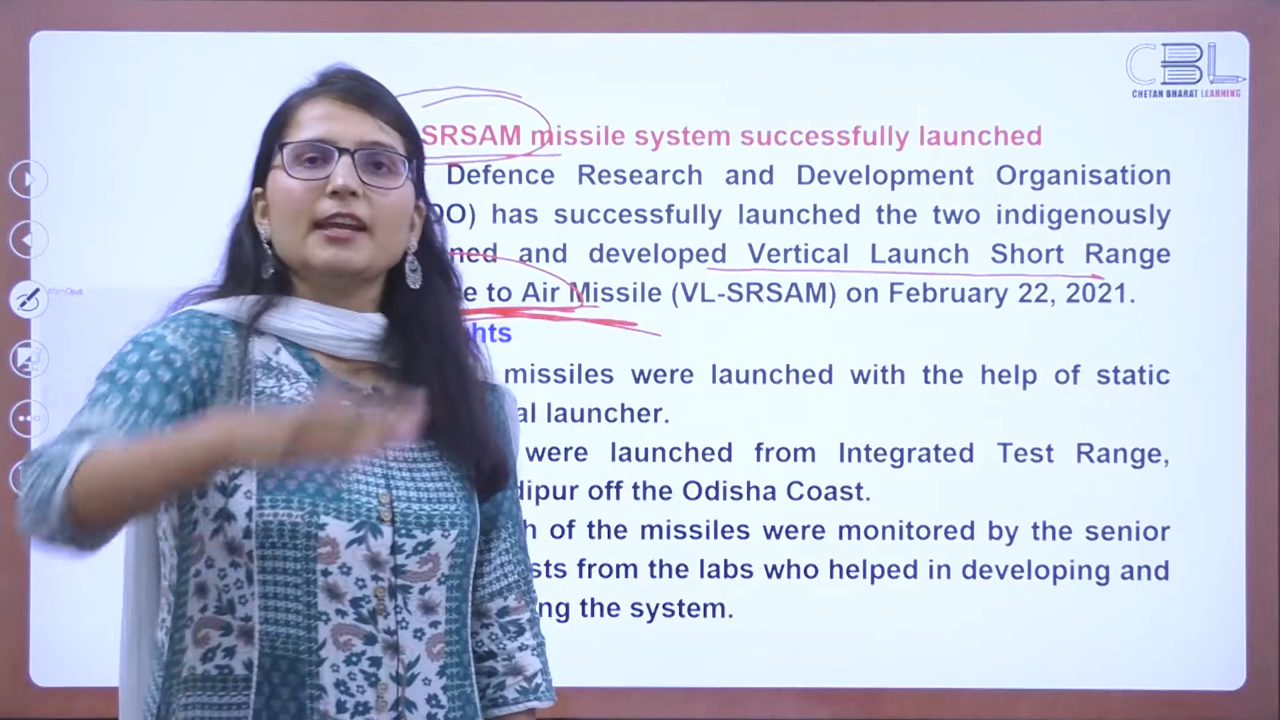 CBL
CHETAN BHARAT LEARNING
SRSAM missile system successfully launched
Defence Research and Development Organisation
DO) has successfully launched the two indigenously
ned and developed Vertical Launch Short Range
e to Air Missile (VL-SRSAM) on February 22, 2021.
hts
missiles were launched with the help of static
al launcher.
were launched from Integrated Test Range,
dipur off the Odisha Coast.
h of the missiles were monitored by the senior
sts from the labs who helped in developing and
ng the system.